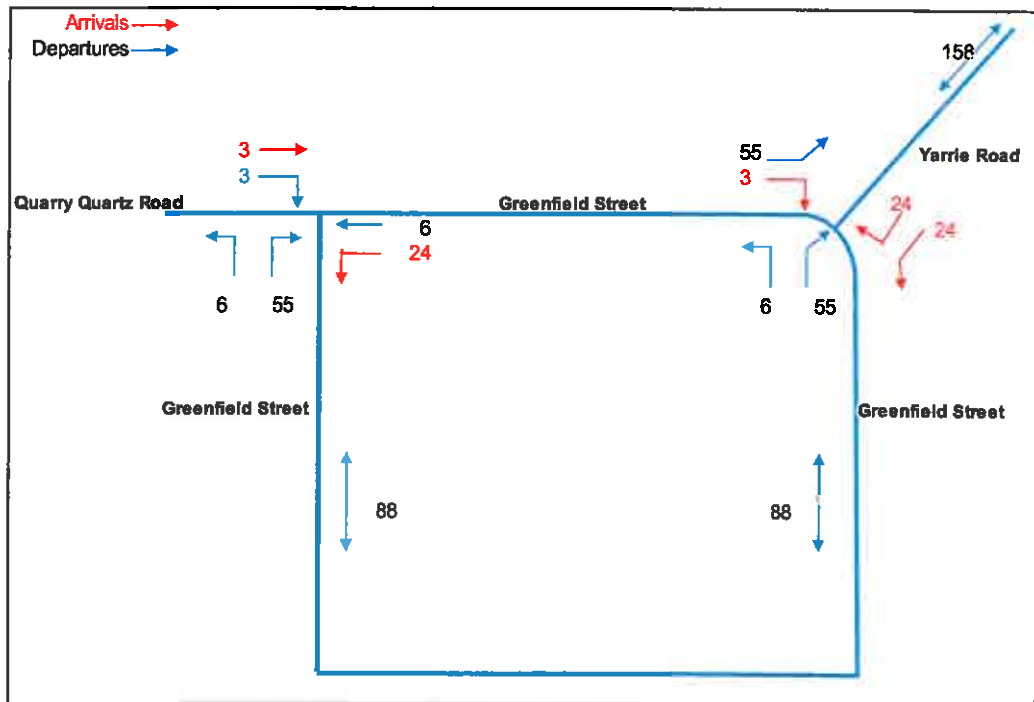 Arrivals
Departures
158
3
55
Yarrie Road
3
3
Quarry Quartz Road
Greenfield Street
24
6
24
24
6
55
6
55
Greenfield Street
Greenfield Street
88
88